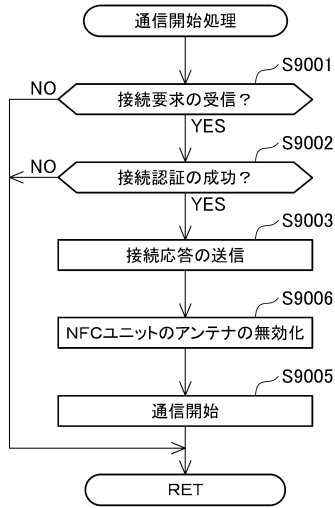 通信開始処理
S9001
NO
接続要求の受信？
YES
S9002
NO
接続認証の成功？
YES
S9003
接続応答の送信
S9006
NFCユニットのアンテナの無効化
S9005
通信開始
RET